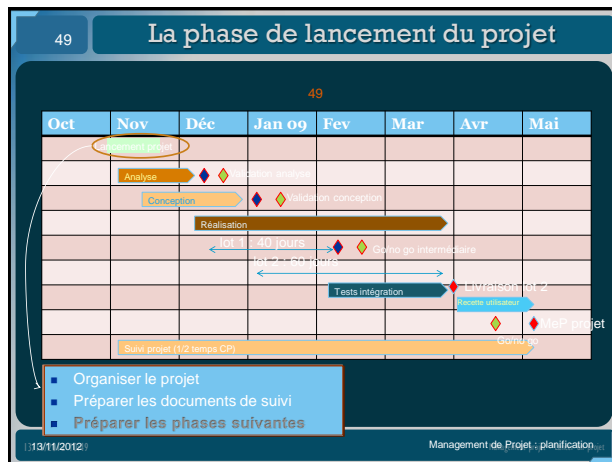 49
La phase de lancement du projet
49
Oct Nov Déc Jan 09 Fev Mar Avr Mai
Lancement projet
Analyse
Validation analyse
Conception
Validation conception
Réalisation
lot 1 : 40 jours
Go/no go intermédiaire
lot 2 : 60 jours
Tests intégration
Livraison lot 2
Recette utilisateur
MeP projet
Go/no go
Suivi projet (1/2 temps CP)
Organiser le projet
Préparer les documents de suivi
Préparer les phases suivantes
13/11/2012
Management de Projet : planification